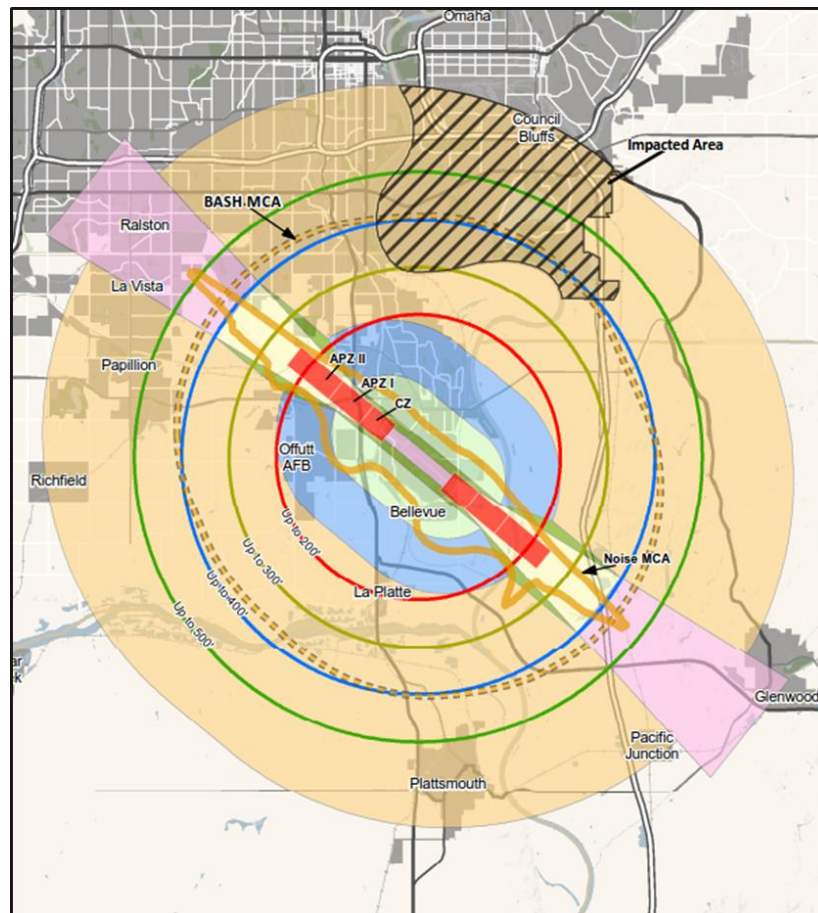 Omaha
Council
Bluffs
Impacted Area
BASH MCA
Ralston
La Vista
APZ II
Papillion
APZ I
CZ
Offutt
AFB
Richfield
Bellevue
Up to 200'
Up to 300'
Noise MCA
La Platte
Up to 400'
Up to 500'
ar
k
Glenwood
Pacific
Junction
Plattsmouth